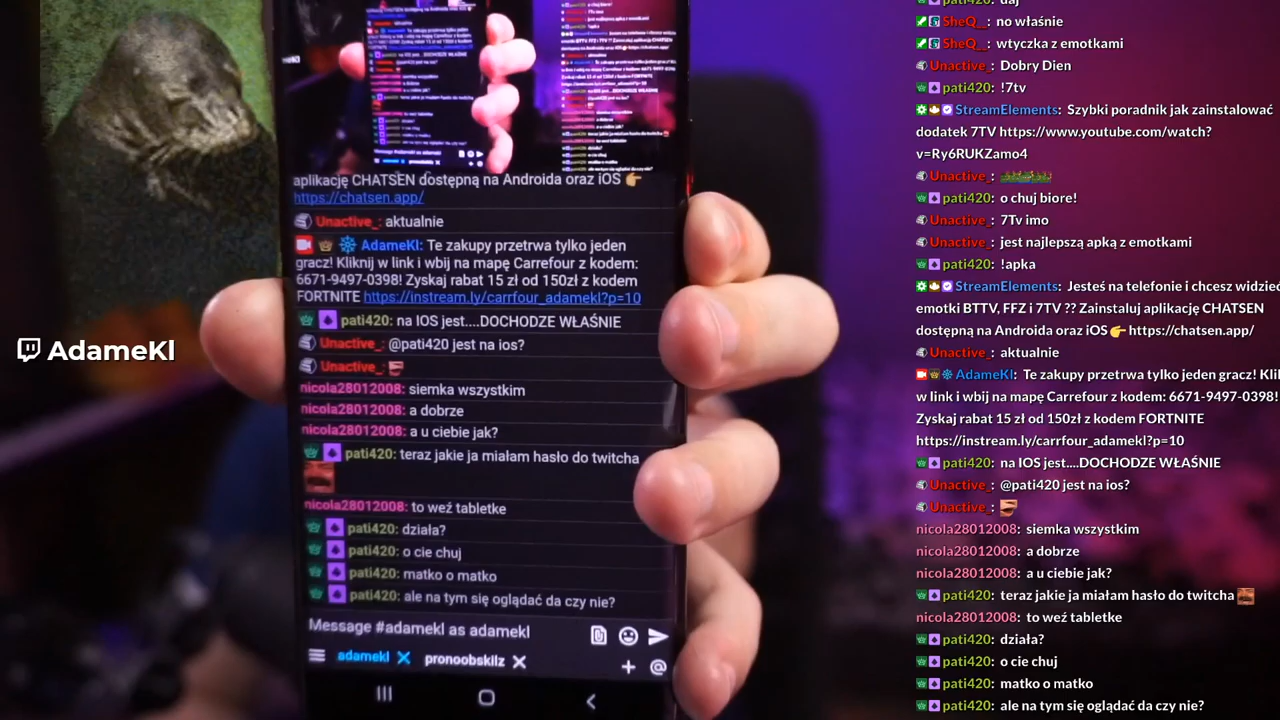 AdameKl
aplikację CHATSEN dostępną na Androida oraz iOS 👉
https://chatsen.app/
Unactive_: aktualnie
AdameKl: Te zakupy przetrwa tylko jeden
gracz! Kliknij w link i wbij na mapę Carrefour z kodem:
6671-9497-0398! Zyskaj rabat 15 zł od 150zł z kodem
FORTNITE https://instream.ly/carrfour_adamekl?p=10
pati420: na IOS jest....DOCHODZE WŁAŚNIE
Unactive_: @pati420 jest na ios?
Unactive_:
nicola28012008: siemka wszystkim
nicola28012008: a dobrze
nicola28012008: a u ciebie jak?
pati420: teraz jakie ja miałam hasło do twitcha
nicola28012008: to weź tabletke
pati420: działa?
pati420: o cie chuj
pati420: matko o matko
pati420: ale na tym się oglądać da czy nie?
Message #adamekl as adamekl
adamekl pronoobskilz
pati420: daj
SheQ__: no właśnie
SheQ__: wtyczka z emotkami
Unactive_: Dobry Dien
pati420: !7tv
Szybki poradnik jak zainstalować
dodatek 7TV https://www.youtube.com/watch?
v=Ry6RUKZamo4
Unactive_:
pati420: o chuj biore!
Unactive_: 7Tv imo
Unactive_: jest najlepszą apką z emotkami
pati420: !apka
StreamElements: Jesteś na telefonie i chcesz widzieć
emotki BTTV, FFZ i 7TV ?? Zainstaluj aplikację CHATSEN
dostępną na Androida oraz iOS 👉 https://chatsen.app/
Unactive_: aktualnie
AdameKl: Te zakupy przetrwa tylko jeden gracz! Klik
w link i wbij na mapę Carrefour z kodem: 6671-9497-0398!
Zyskaj rabat 15 zł od 150zł z kodem FORTNITE
https://instream.ly/carrfour_adamekl?p=10
pati420: na IOS jest....DOCHODZE WŁAŚNIE
Unactive_: @pati420 jest na ios?
Unactive_:
nicola28012008: siemka wszystkim
nicola28012008: a dobrze
nicola28012008: a u ciebie jak?
pati420: teraz jakie ja miałam hasło do twitcha
nicola28012008: to weź tabletke
pati420: działa?
pati420: o cie chuj
pati420: matko o matko
pati420: ale na tym się oglądać da czy nie?